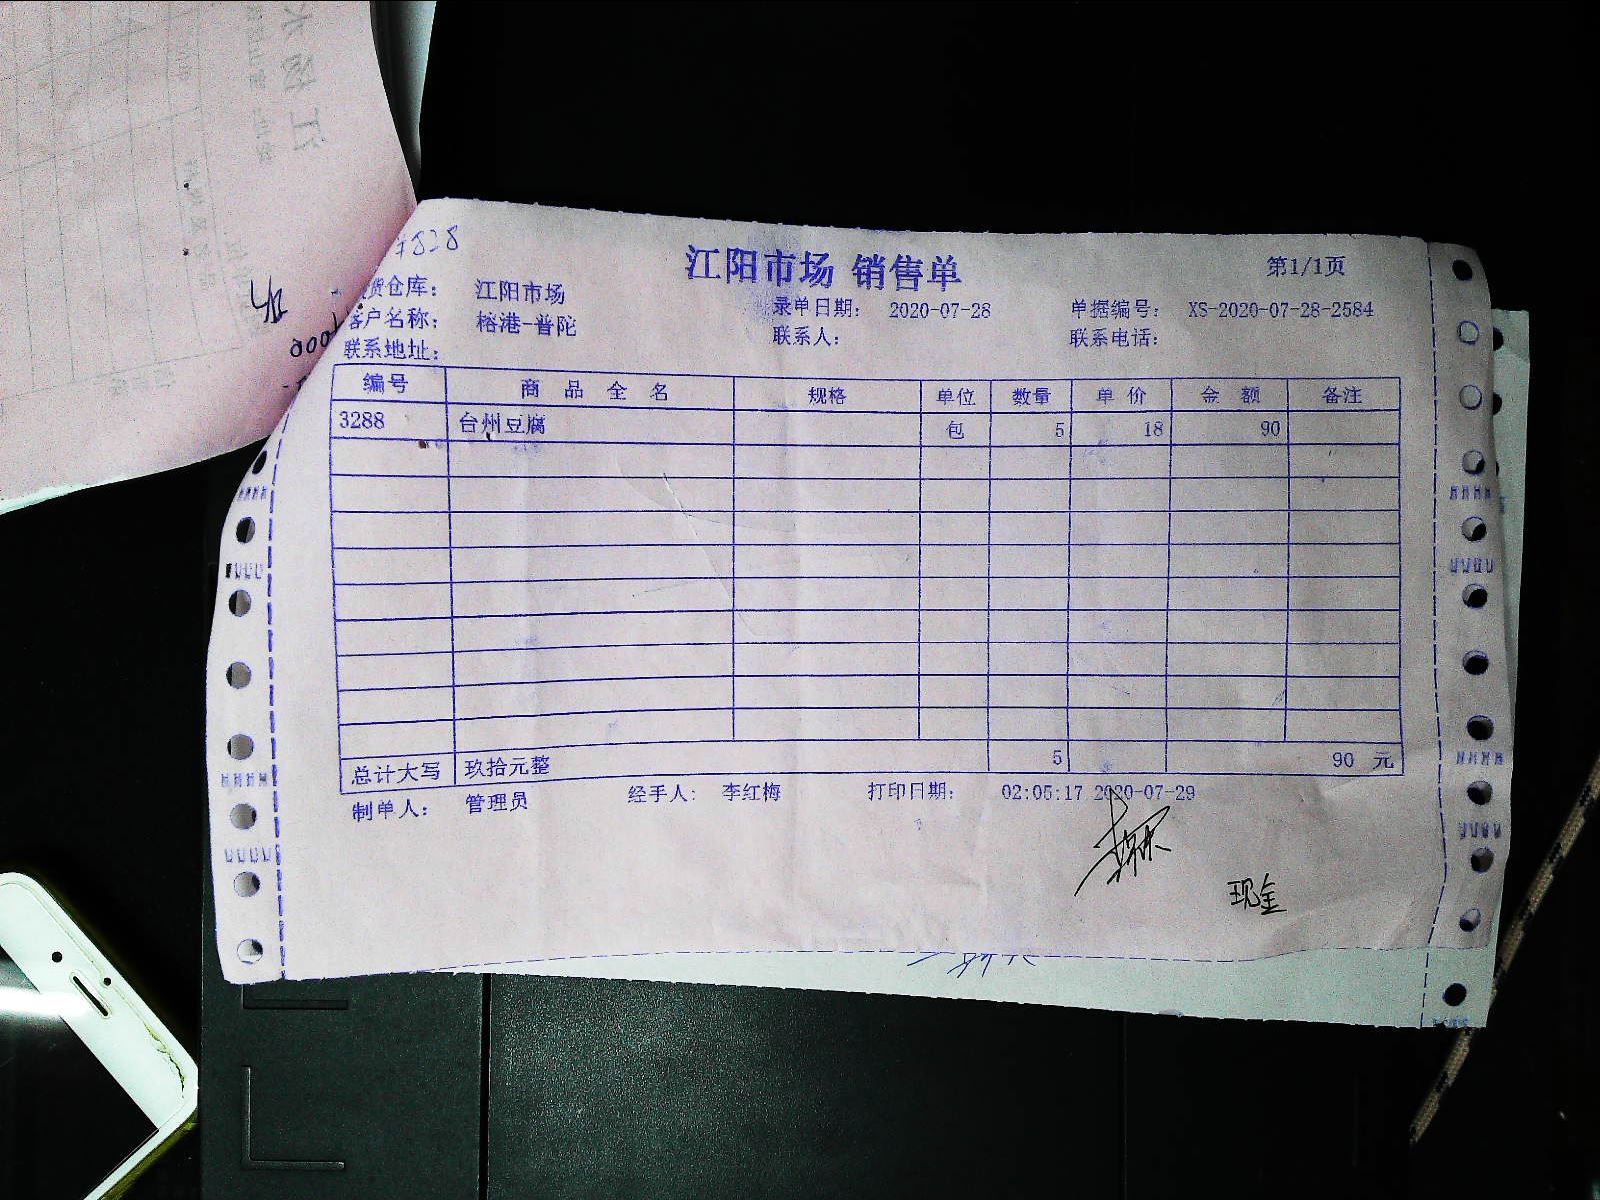 江阳市场 销售单
第1/1页
7828
货仓库: 江阳市场 录单日期: 2020-07-28 单据编号: XS-2020-07-28-2584
客户名称: 榕港-普陀 联系人: 联系电话:
联系地址:
编号 商品全名 规格 单位 数量 单价 金额 备注
3288 台州豆腐 包 5 18 90
总计大写 玖拾元整 5 90 元
制单人: 管理员 经手人: 李红梅 打印日期: 02:05:17 2020-07-29
现金